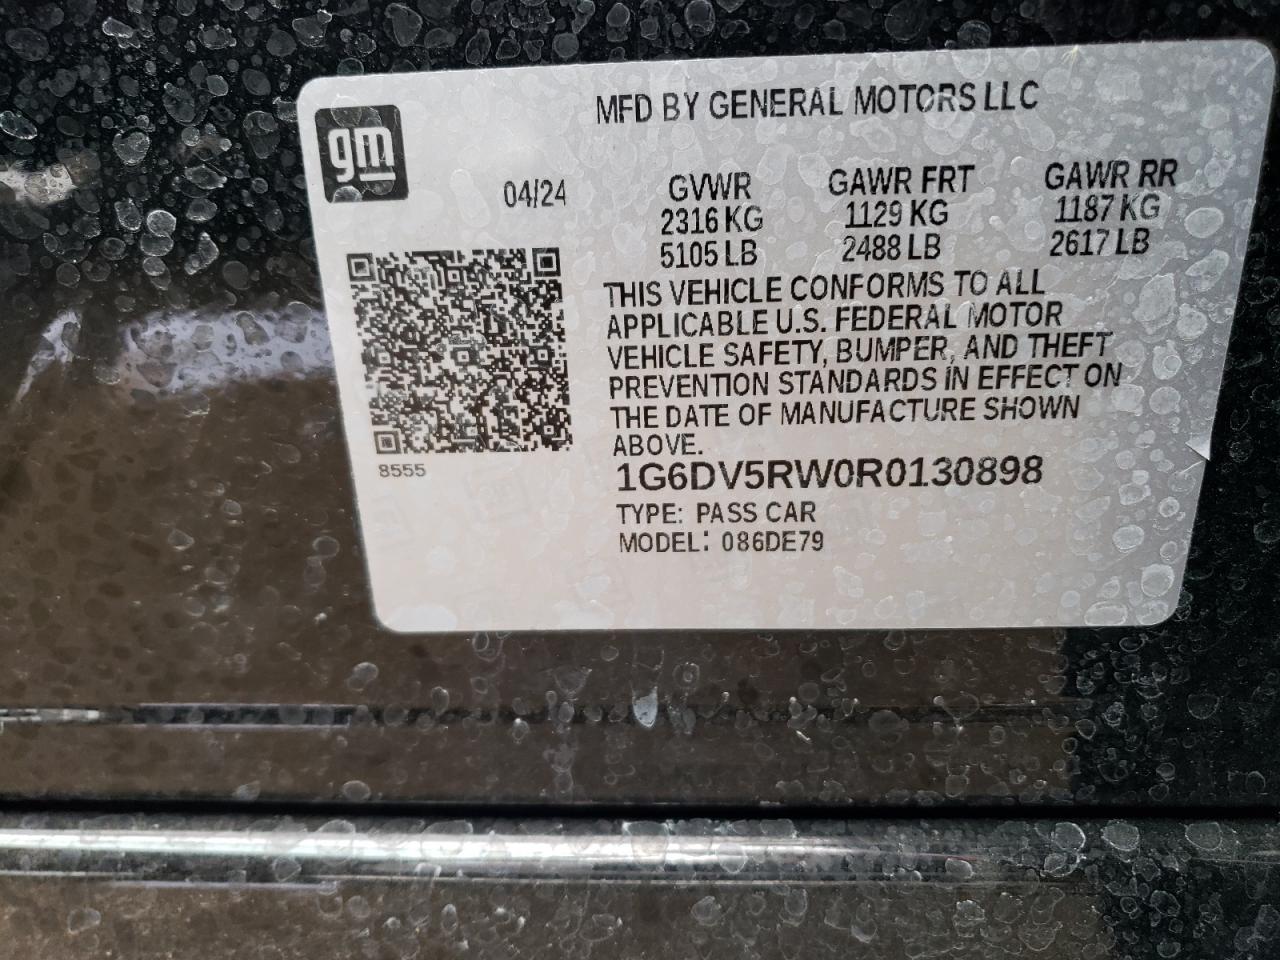 MFD BY GENERAL MOTORS LLC
gm
04/24
GVWR GAWR FRT GAWR RR
2316 KG 1129 KG 1187 KG
5105 LB 2488 LB 2617 LB
THIS VEHICLE CONFORMS TO ALL
APPLICABLE U.S. FEDERAL MOTOR
VEHICLE SAFETY, BUMPER, AND THEFT
PREVENTION STANDARDS IN EFFECT ON
THE DATE OF MANUFACTURE SHOWN
ABOVE.
8555
1G6DV5RW0R0130898
TYPE: PASS CAR
MODEL: 086DE79